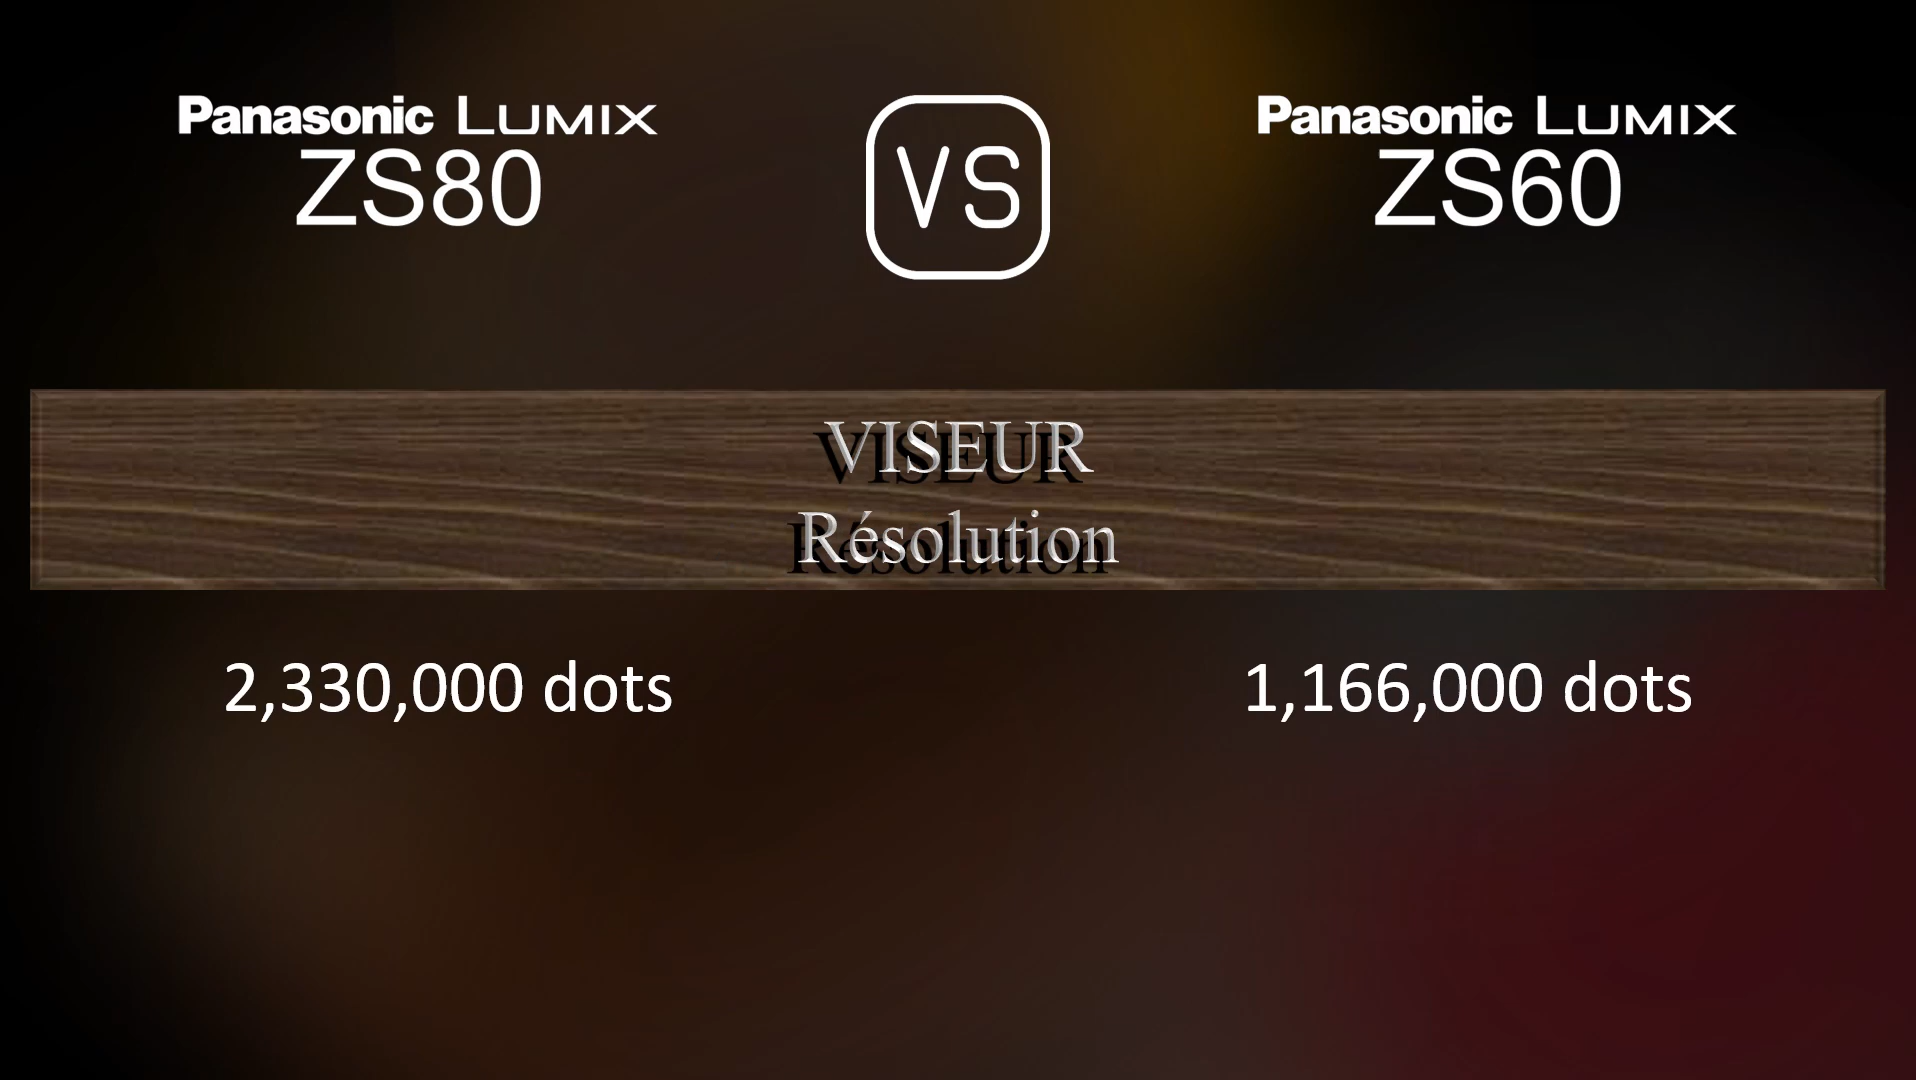 Panasonic LUMIX
ZS80
VS
Panasonic LUMIX
ZS60
VISEUR
Résolution
2,330,000 dots
1,166,000 dots